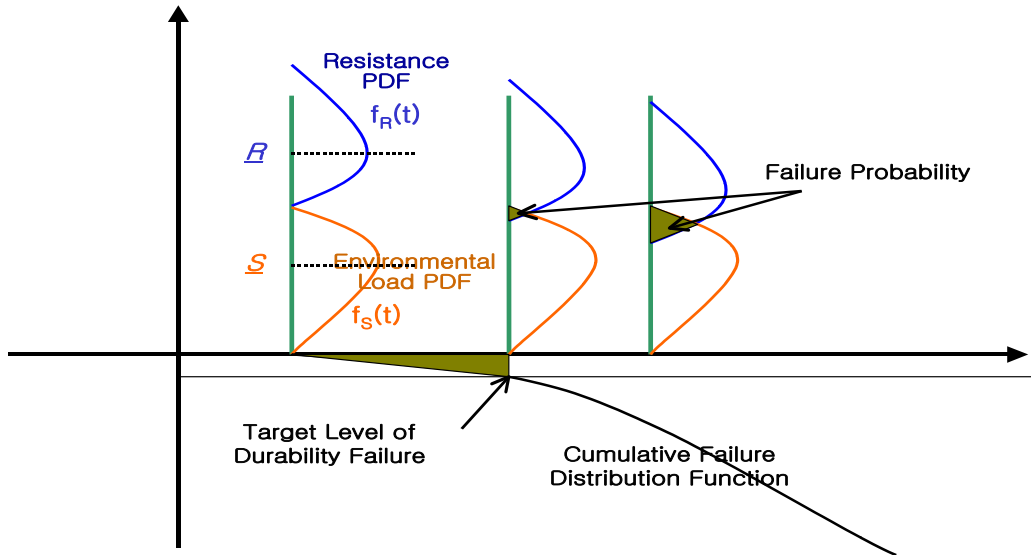 Resistance
PDF
fR(t)
R
Failure Probability
S
Environmental
Load PDF
fS(t)
Target Level of
Durability Failure
Cumulative Failure
Distribution Function